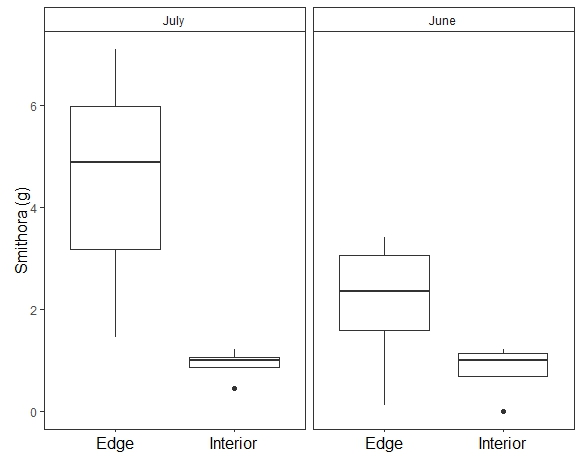 July
June
Smithora (g)
6
4
2
0
Edge
Interior
Edge
Interior